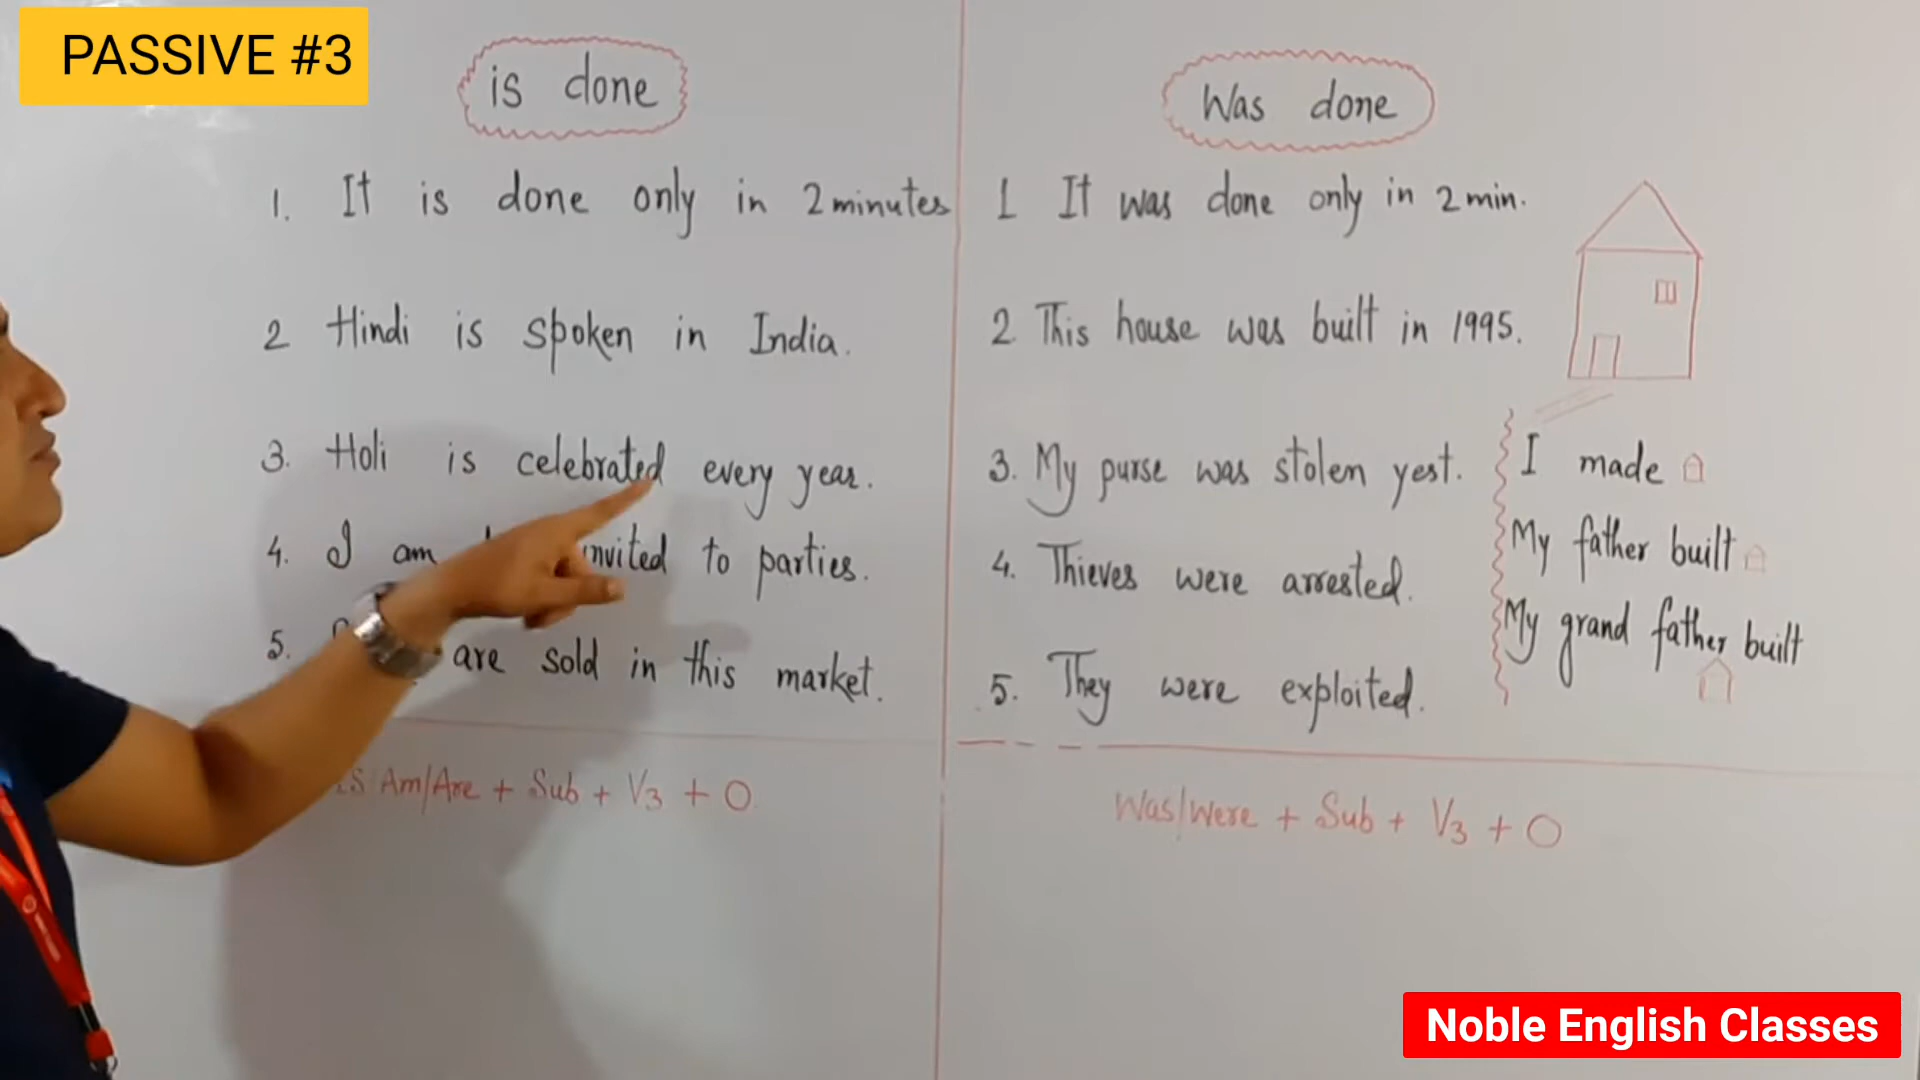 PASSIVE #3
is done
1. It is done only in 2 minutes
2 Hindi is spoken in India.
3. Holi is celebrated every year.
4. I am invited to parties.
5. are sold in this market.
Am/Are + Sub + V3 + O
Was done
1 It was done only in 2 min.
2. This house was built in 1995.
3. My purse was stolen yest.
4. Thieves were arrested.
5. They were exploited.
I made
My father built
My grand father built
Was/Were + Sub + V3 + O
Noble English Classes